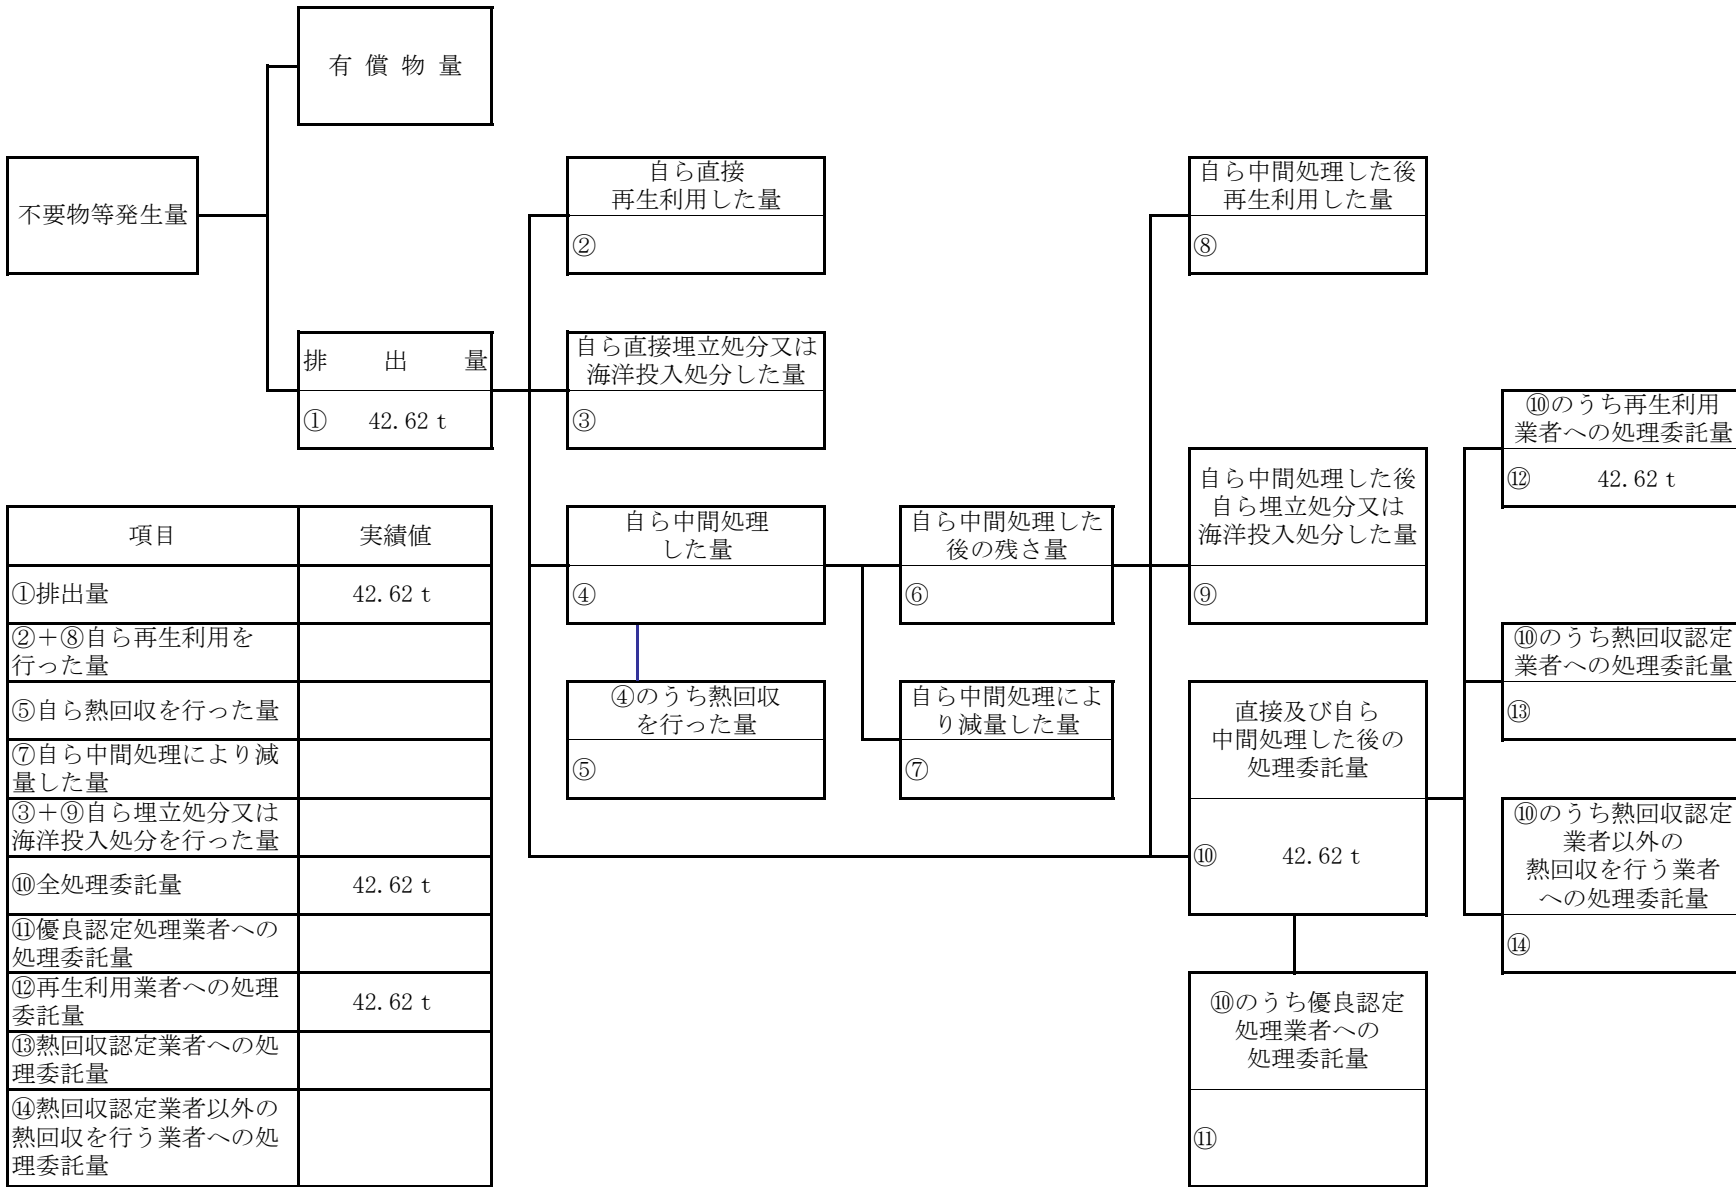 有 償 物 量
不要物等発生量
自ら直接
再生利用した量
②
自ら中間処理した後
再生利用した量
⑧
排 出 量
① 42.62 t
自ら直接埋立処分又は
海洋投入処分した量
③
⑩のうち再生利用
業者への処理委託量
⑫ 42.62 t
自ら中間処理した後
自ら埋立処分又は
海洋投入処分した量
⑨
自ら中間処理
した量
④
自ら中間処理した
後の残さ量
⑥
⑩のうち熱回収認定
業者への処理委託量
⑬
④のうち熱回収
を行った量
⑤
自ら中間処理によ
り減量した量
⑦
直接及び自ら
中間処理した後の
処理委託量
⑩ 42.62 t
⑩のうち熱回収認定
業者以外の
熱回収を行う業者
への処理委託量
⑭
⑩のうち優良認定
処理業者への
処理委託量
⑪
項目 実績値
①排出量 42.62 t
②＋⑧自ら再生利用を
行った量
⑤自ら熱回収を行った量
⑦自ら中間処理により減
量した量
③＋⑨自ら埋立処分又は
海洋投入処分を行った量
⑩全処理委託量 42.62 t
⑪優良認定処理業者への
処理委託量
⑫再生利用業者への処理
委託量 42.62 t
⑬熱回収認定業者への処
理委託量
⑭熱回収認定業者以外の
熱回収を行う業者への処
理委託量